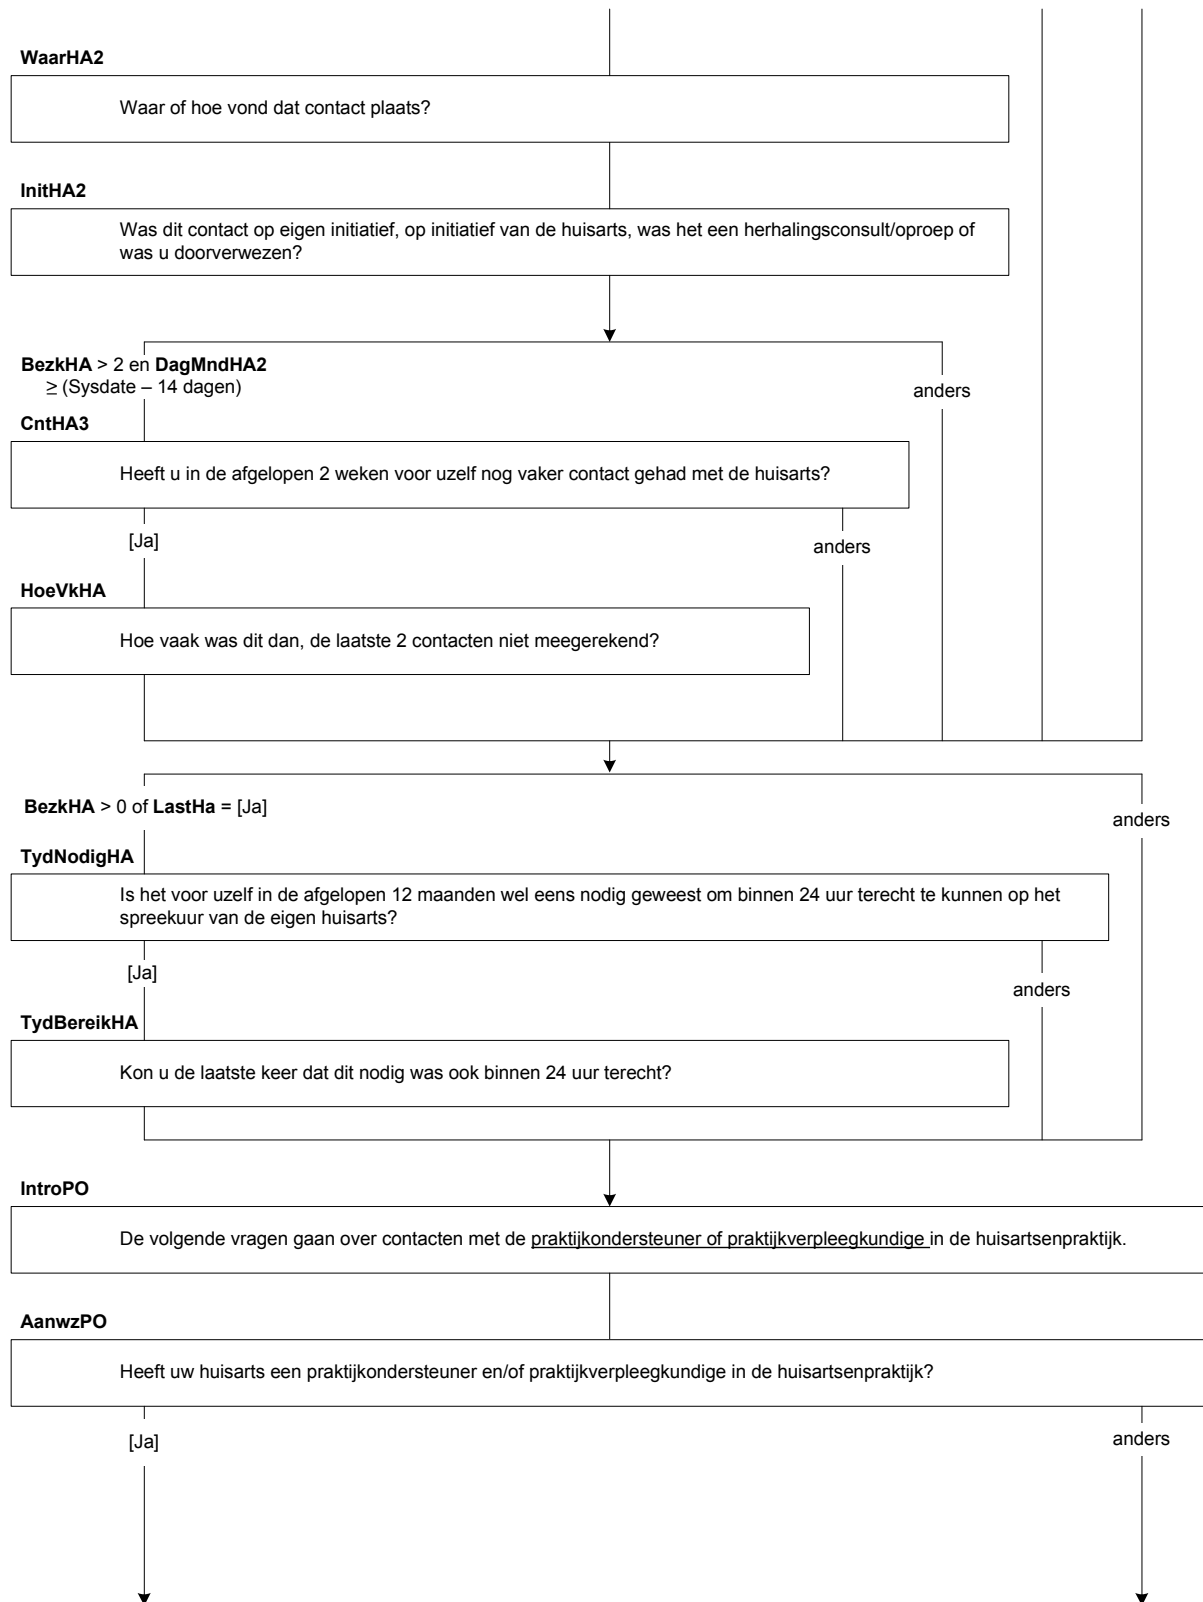 WaarHA2
Waar of hoe vond dat contact plaats?
InitHA2
Was dit contact op eigen initiatief, op initiatief van de huisarts, was het een herhalingsconsult/oproep of
was u doorverwezen?
BezkHA > 2 en DagMndHA2
≥ (Sysdate – 14 dagen)
anders
CntHA3
Heeft u in de afgelopen 2 weken voor uzelf nog vaker contact gehad met de huisarts?
[Ja]
anders
HoeVkHA
Hoe vaak was dit dan, de laatste 2 contacten niet meegerekend?
BezkHA > 0 of LastHa = [Ja]
anders
TydNodigHA
Is het voor uzelf in de afgelopen 12 maanden wel eens nodig geweest om binnen 24 uur terecht te kunnen op het
spreekuur van de eigen huisarts?
[Ja]
anders
TydBereikHA
Kon u de laatste keer dat dit nodig was ook binnen 24 uur terecht?
IntroPO
De volgende vragen gaan over contacten met de praktijkondersteuner of praktijkverpleegkundige in de huisartsenpraktijk.
AanwzPO
Heeft uw huisarts een praktijkondersteuner en/of praktijkverpleegkundige in de huisartsenpraktijk?
[Ja]
anders